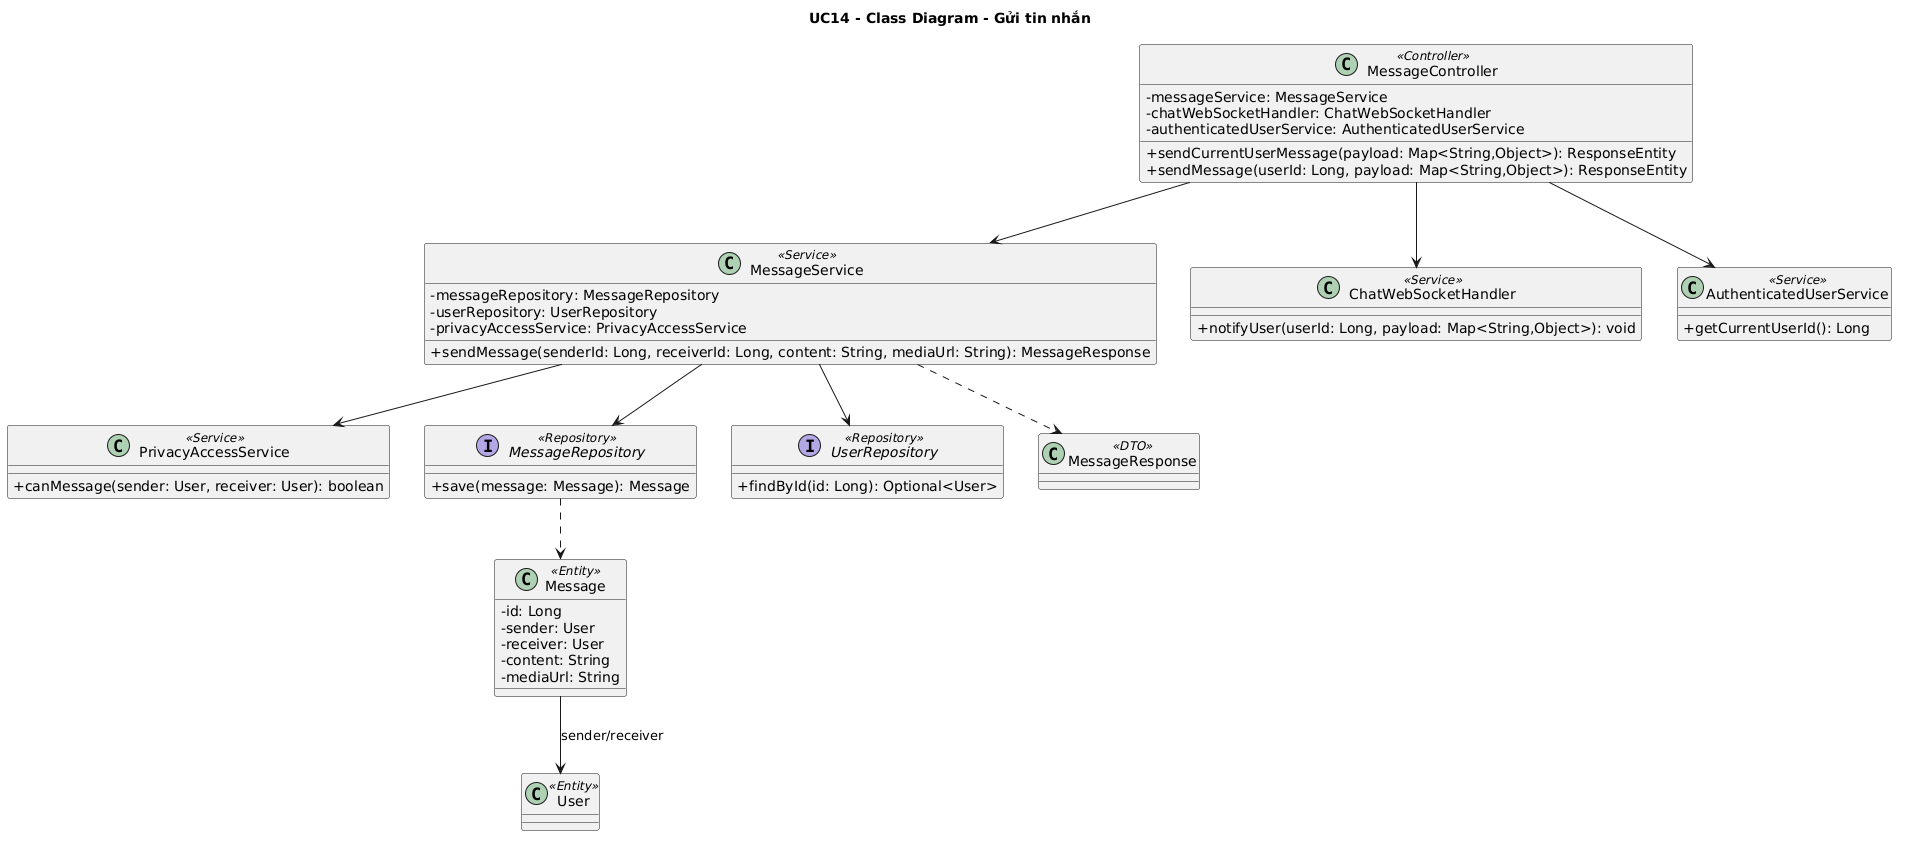 UC14 - Class Diagram - Gửi tin nhắn
«Controller»
C MessageController
-messageService: MessageService
-chatWebSocketHandler: ChatWebSocketHandler
-authenticatedUserService: AuthenticatedUserService
+sendCurrentUserMessage(payload: Map<String,Object>): ResponseEntity
+sendMessage(userId: Long, payload: Map<String,Object>): ResponseEntity
«Service»
C MessageService
-messageRepository: MessageRepository
-userRepository: UserRepository
-privacyAccessService: PrivacyAccessService
+sendMessage(senderId: Long, receiverId: Long, content: String, mediaUrl: String): MessageResponse
«Service»
C ChatWebSocketHandler
+notifyUser(userId: Long, payload: Map<String,Object>): void
«Service»
C AuthenticatedUserService
+getCurrentUserId(): Long
«Service»
C PrivacyAccessService
+canMessage(sender: User, receiver: User): boolean
«Repository»
I MessageRepository
+save(message: Message): Message
«Repository»
I UserRepository
+findById(id: Long): Optional<User>
«DTO»
C MessageResponse
«Entity»
C Message
-id: Long
-sender: User
-receiver: User
-content: String
-mediaUrl: String
sender/receiver
«Entity»
C User